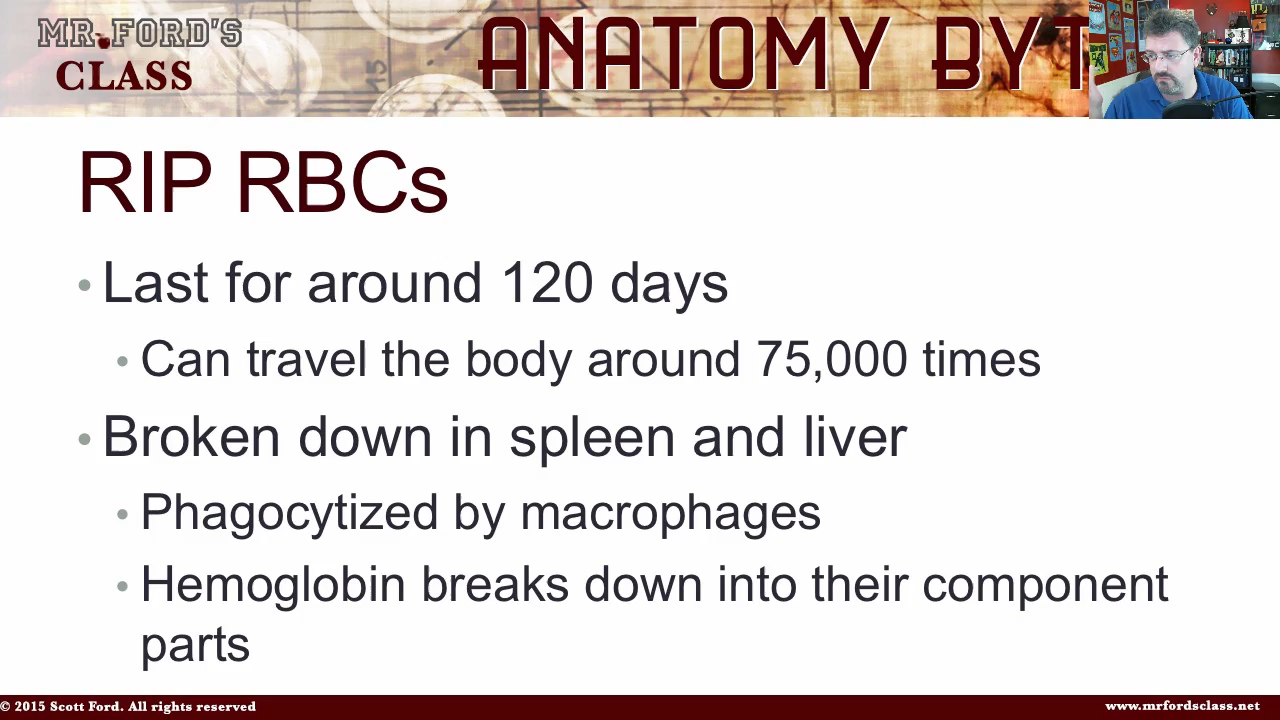 MR. FORD'S
CLASS
ANATOMY BYT
RIP RBCs
• Last for around 120 days
• Can travel the body around 75,000 times
• Broken down in spleen and liver
• Phagocytized by macrophages
• Hemoglobin breaks down into their component
parts
© 2015 Scott Ford. All rights reserved
www.mrfordsclass.net